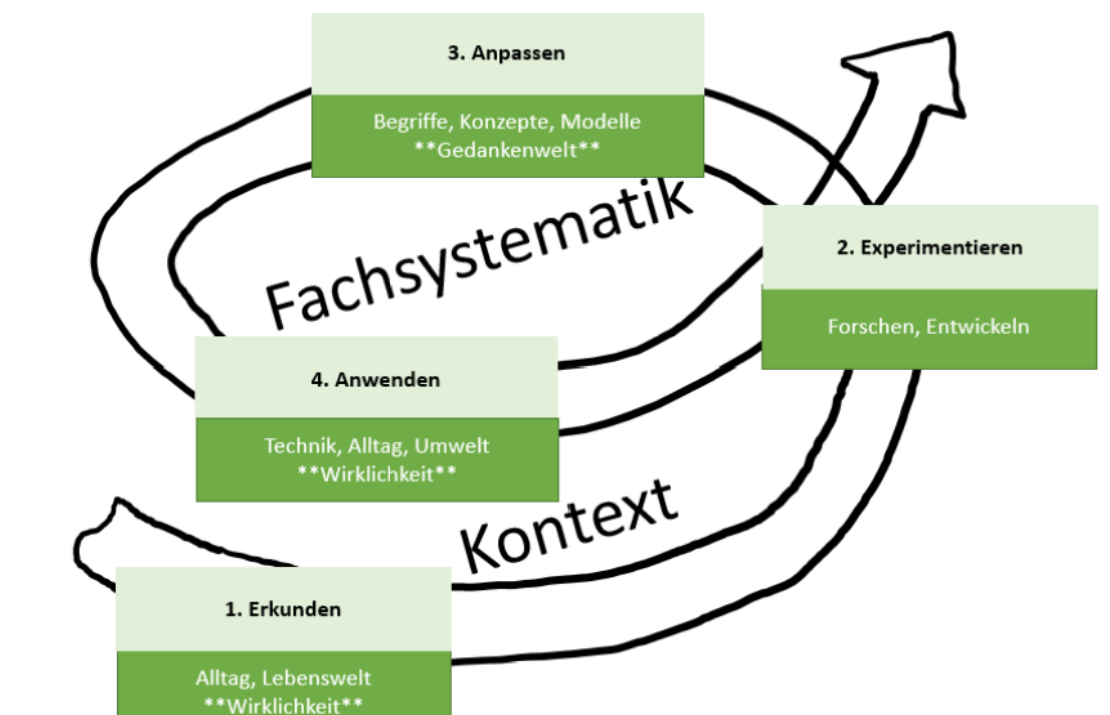 3. Anpassen
Begriffe, Konzepte, Modelle
**Gedankenwelt**
Fachsystematik
2. Experimentieren
Forschen, Entwickeln
4. Anwenden
Technik, Alltag, Umwelt
**Wirklichkeit**
Kontext
1. Erkunden
Alltag, Lebenswelt
**Wirklichkeit**